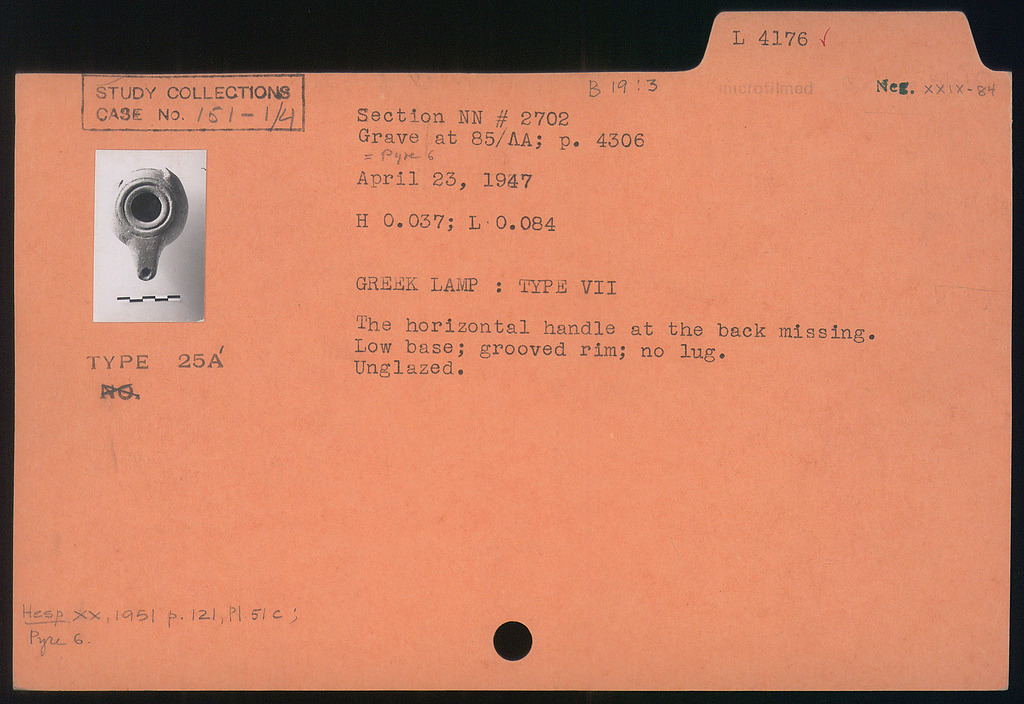 L 4176 ✓
STUDY COLLECTIONS
CASE No. 151-1/4
B 19:3
microfilmed
Neg. XXIX-84
Section NN # 2702
Grave at 85/ΛΑ; p. 4306
= Pyre 6
April 23, 1947
H 0.037; L 0.084
GREEK LAMP : TYPE VII
The horizontal handle at the back missing.
Low base; grooved rim; no lug.
Unglazed.
TYPE 25A'
NO.
Hesp XX, 1951 p. 121, Pl. 51 c ;
Pyre 6.